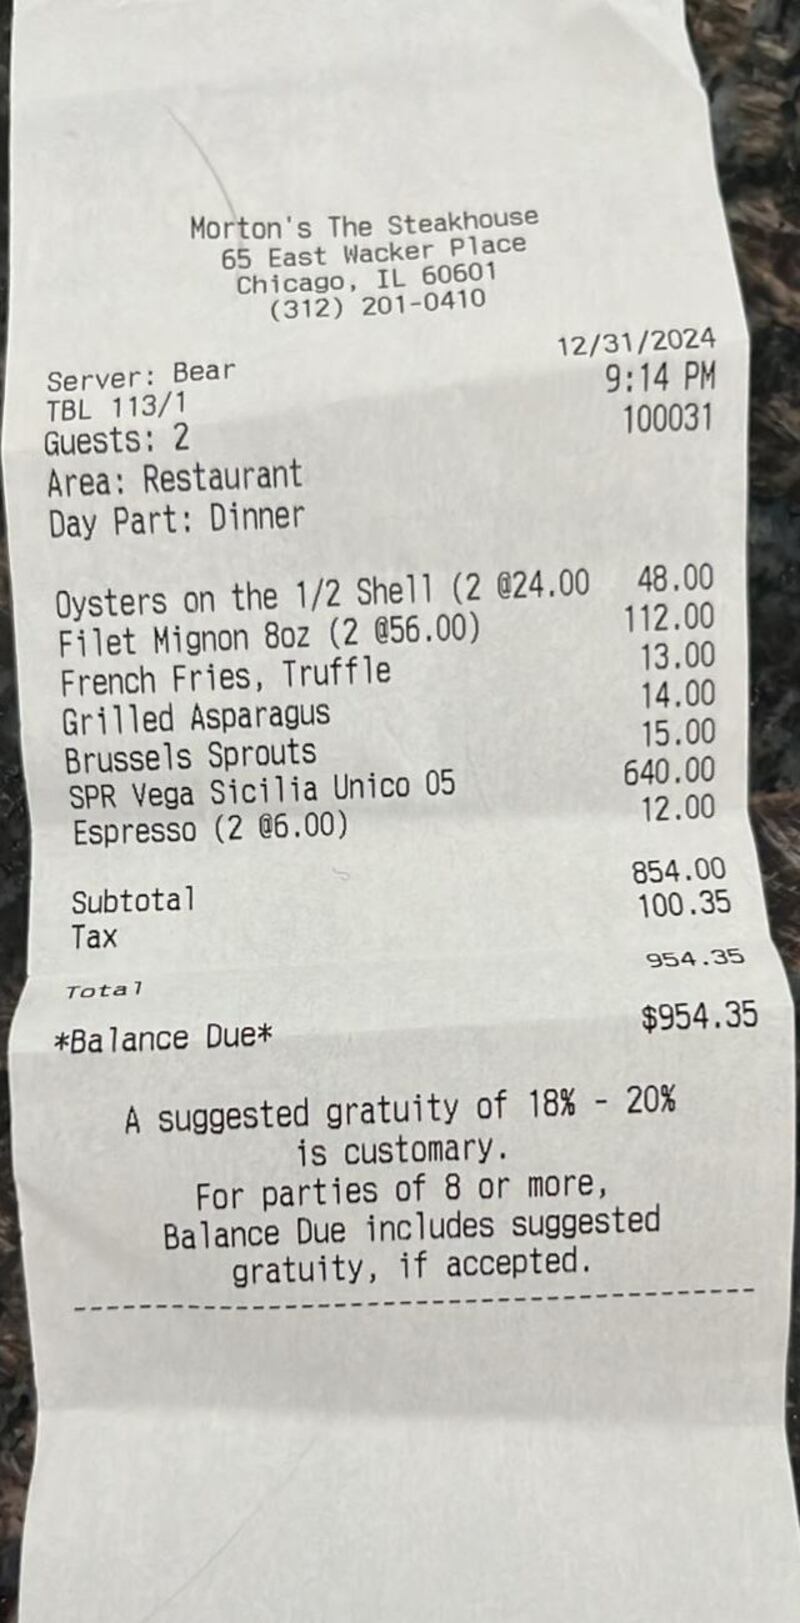 Morton's The Steakhouse
65 East Wacker Place
Chicago, IL 60601
(312) 201-0410
12/31/2024
Server: Bear
9:14 PM
TBL 113/1
100031
Guests: 2
Area: Restaurant
Day Part: Dinner
Oysters on the 1/2 Shell (2 @24.00 48.00
Filet Mignon 8oz (2 @56.00) 112.00
French Fries, Truffle 13.00
Grilled Asparagus 14.00
Brussels Sprouts 15.00
SPR Vega Sicilia Unico 05 640.00
Espresso (2 @6.00) 12.00
Subtotal 854.00
Tax 100.35
Total 954.35
*Balance Due* $954.35
A suggested gratuity of 18% - 20%
is customary.
For parties of 8 or more,
Balance Due includes suggested
gratuity, if accepted.